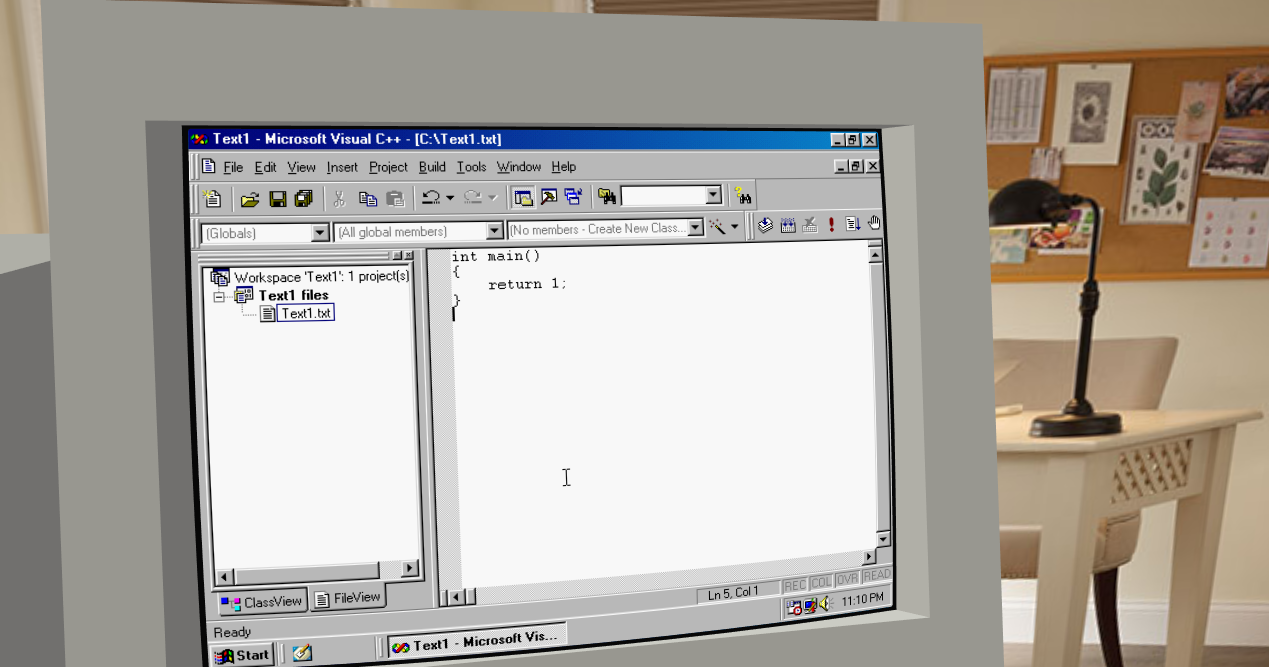 Text1 - Microsoft Visual C++ - [C:\Text1.txt]
File Edit View Insert Project Build Tools Window Help
(Globals) (All global members) (No members - Create New Class...
Workspace 'Text1': 1 project(s)
Text1 files
Text1.txt
int main()
{
    return 1;
}
ClassView FileView
Ln 5, Col 1 REC COL OVR READ
Ready
11:10 PM
Start Text1 - Microsoft Vis...